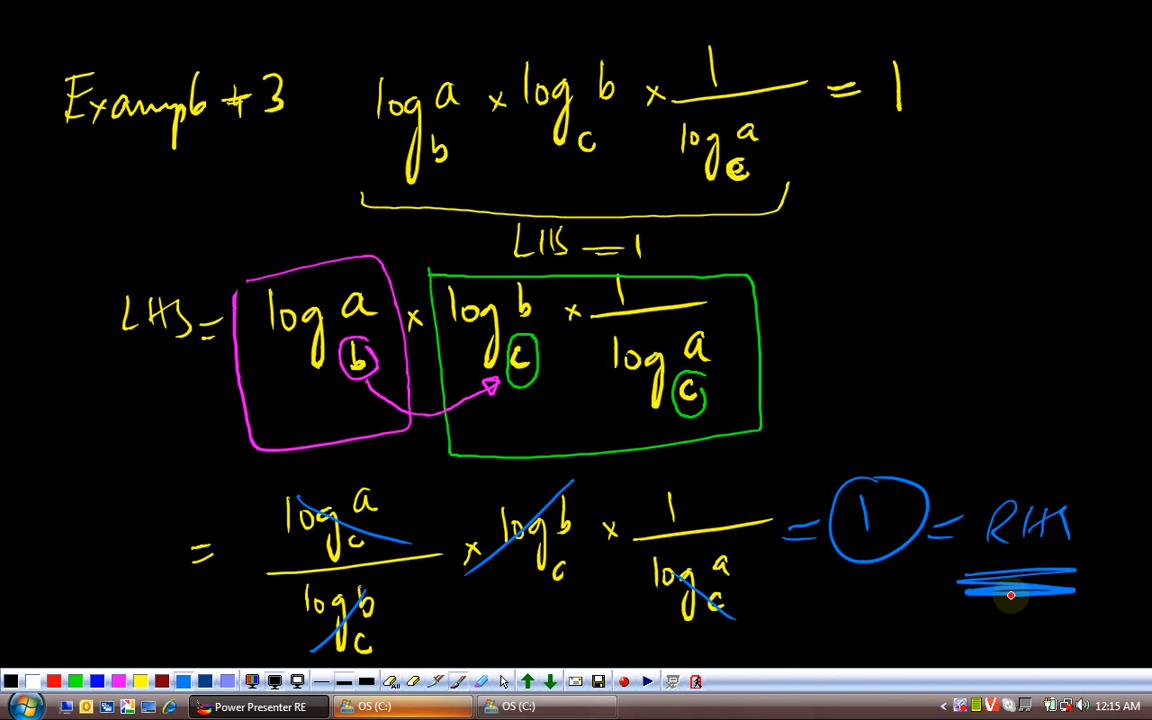 Example #3 log_b a × log_c b × 1/log_c a = 1
LHS = 1
LHS = log_b a × log_c b × 1/log_c a
= log_c a / log_c b × log_c b × 1/log_c a = 1 = RHS
All
Power Presenter RE
OS (C:)
OS (C:)
12:15 AM